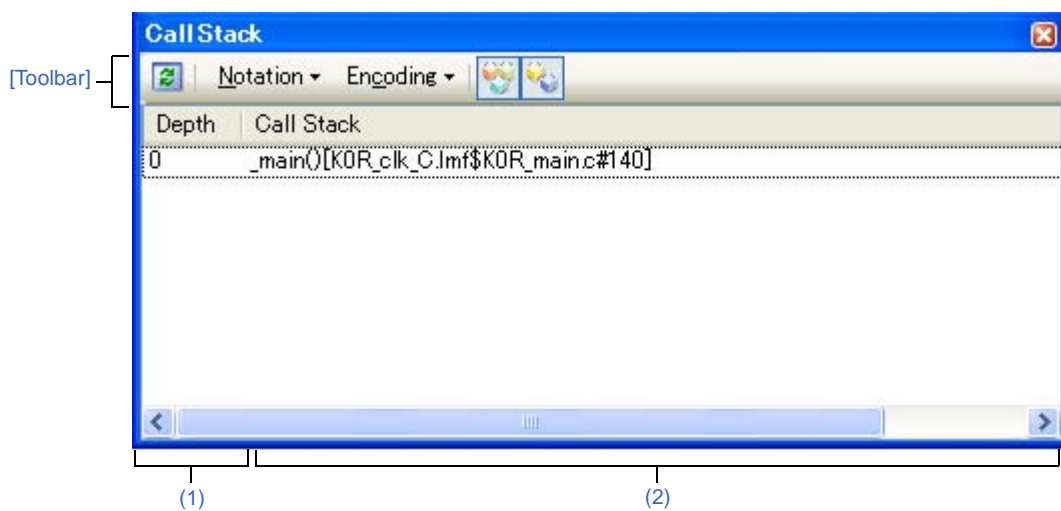 Call Stack
[Toolbar]
Notation Encoding
Depth Call Stack
0 _main()[K0R_clk_C.lmf$K0R_main.c#140]
(1) (2)